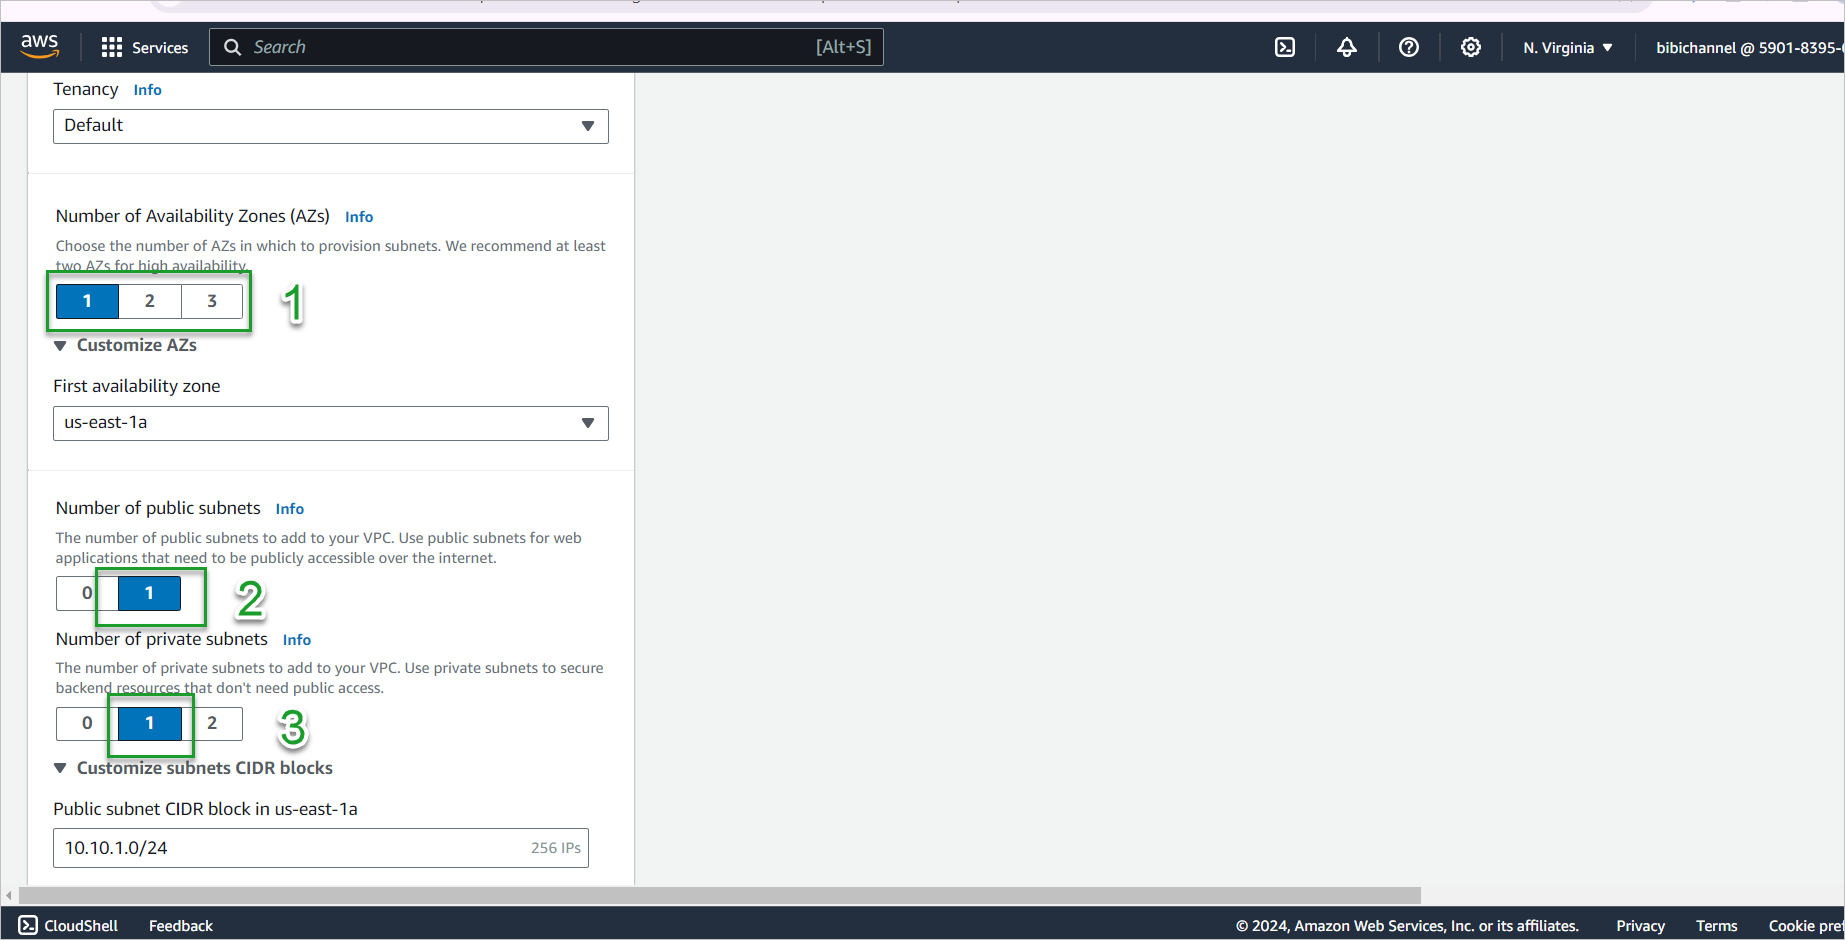 aws
Services
Search
[Alt+S]
N. Virginia
bibichannel @ 5901-8395-
Tenancy Info
Default
Number of Availability Zones (AZs) Info
Choose the number of AZs in which to provision subnets. We recommend at least
two AZs for high availability.
1 2 3
1
Customize AZs
First availability zone
us-east-1a
Number of public subnets Info
The number of public subnets to add to your VPC. Use public subnets for web
applications that need to be publicly accessible over the internet.
0 1
2
Number of private subnets Info
The number of private subnets to add to your VPC. Use private subnets to secure
backend resources that don't need public access.
0 1 2
3
Customize subnets CIDR blocks
Public subnet CIDR block in us-east-1a
10.10.1.0/24 256 IPs
CloudShell Feedback © 2024, Amazon Web Services, Inc. or its affiliates. Privacy Terms Cookie pre